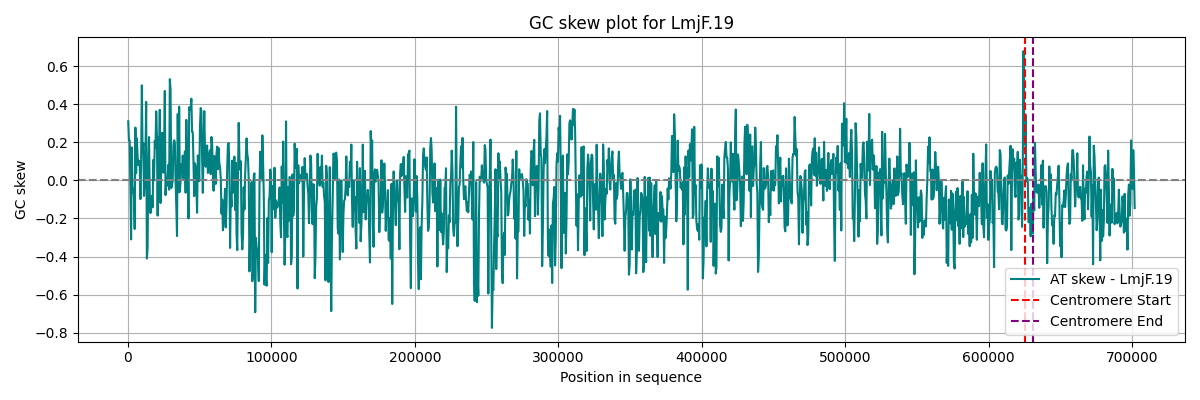 GC skew plot for LmjF.19
GC skew
0.6
0.4
0.2
0.0
−0.2
−0.4
−0.6
−0.8
AT skew - LmjF.19
Centromere Start
Centromere End
0 100000 200000 300000 400000 500000 600000 700000
Position in sequence